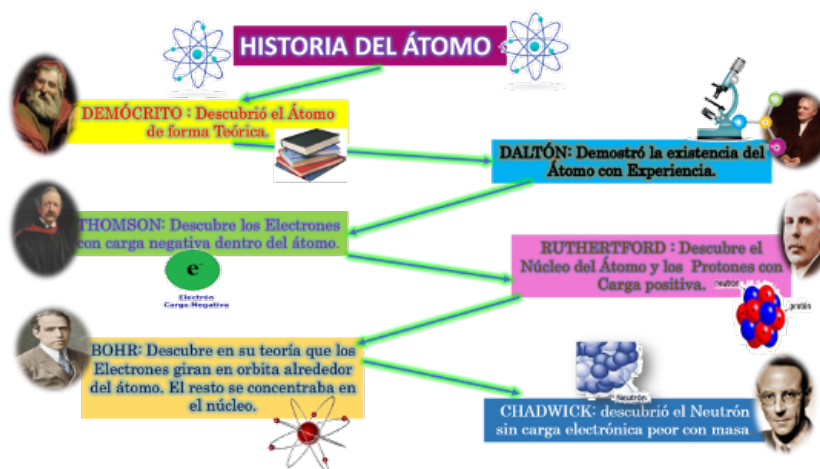 HISTORIA DEL ÁTOMO
DEMÓCRITO : Descubrió el Átomo
de forma Teórica.
DALTÓN: Demostró la existencia del
Átomo con Experiencia.
THOMSON: Descubre los Electrones
con carga negativa dentro del átomo.
e⁻
Electrón
Carga Negativa
RUTHERTFORD : Descubre el
Núcleo del Átomo y los Protones con
Carga positiva.
neutrón
protón
BOHR: Descubre en su teoría que los
Electrones giran en orbita alrededor
del átomo. El resto se concentraba en
el núcleo.
Neutrón
CHADWICK: descubrió el Neutrón
sin carga electrónica peor con masa